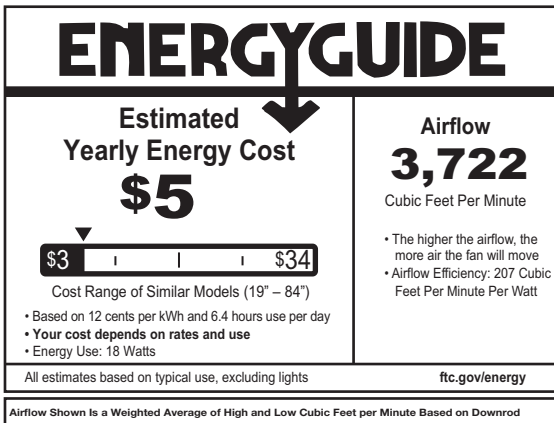 ENERGYGUIDE
Estimated
Yearly Energy Cost
$5
$3 $34
Cost Range of Similar Models (19" – 84")
• Based on 12 cents per kWh and 6.4 hours use per day
• Your cost depends on rates and use
• Energy Use: 18 Watts
Airflow
3,722
Cubic Feet Per Minute
• The higher the airflow, the
more air the fan will move
• Airflow Efficiency: 207 Cubic
Feet Per Minute Per Watt
All estimates based on typical use, excluding lights
ftc.gov/energy
Airflow Shown Is a Weighted Average of High and Low Cubic Feet per Minute Based on Downrod